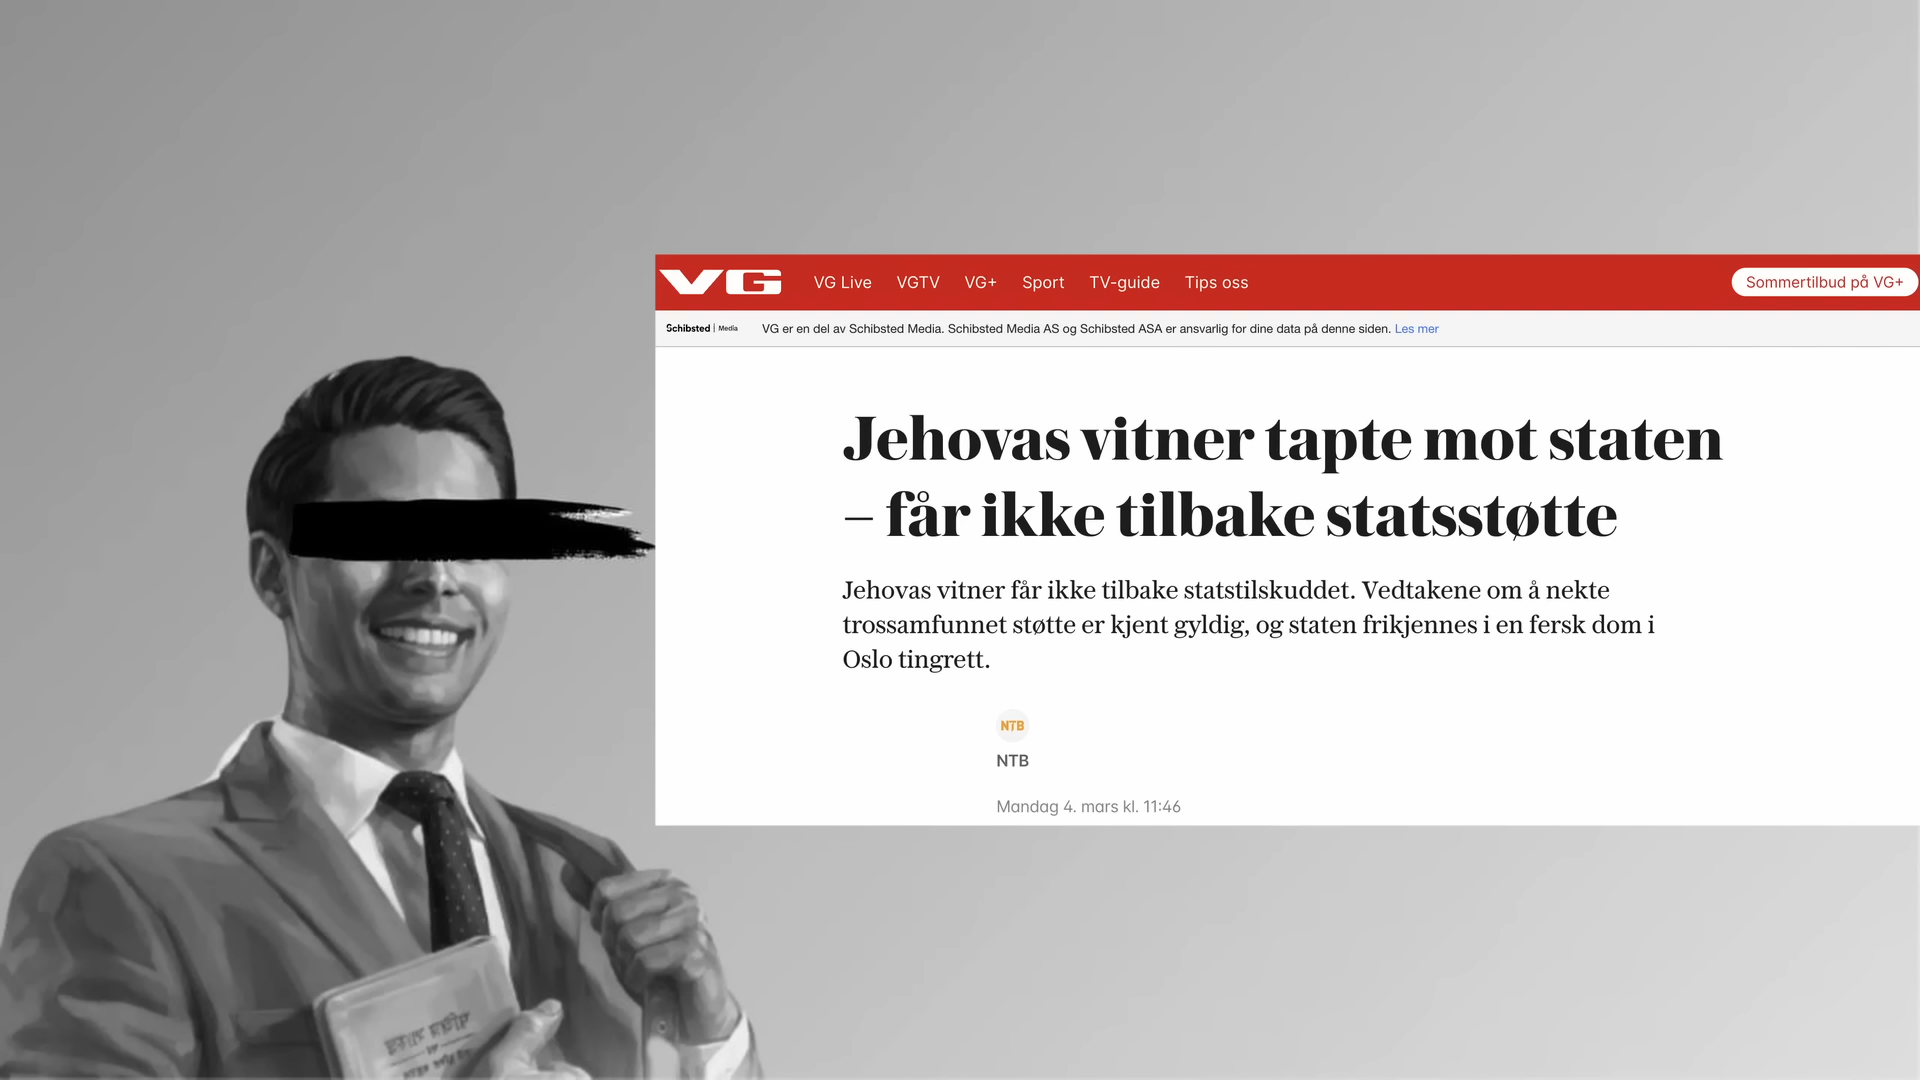 VG
VG Live
VGTV
VG+
Sport
TV-guide
Tips oss
Sommertilbud på VG+
Schibsted | Media
VG er en del av Schibsted Media. Schibsted Media AS og Schibsted ASA er ansvarlig for dine data på denne siden. Les mer
Jehovas vitner tapte mot staten
– får ikke tilbake statsstøtte
Jehovas vitner får ikke tilbake statstilskuddet. Vedtakene om å nekte
trossamfunnet støtte er kjent gyldig, og staten frikjennes i en fersk dom i
Oslo tingrett.
NTB
NTB
Mandag 4. mars kl. 11:46